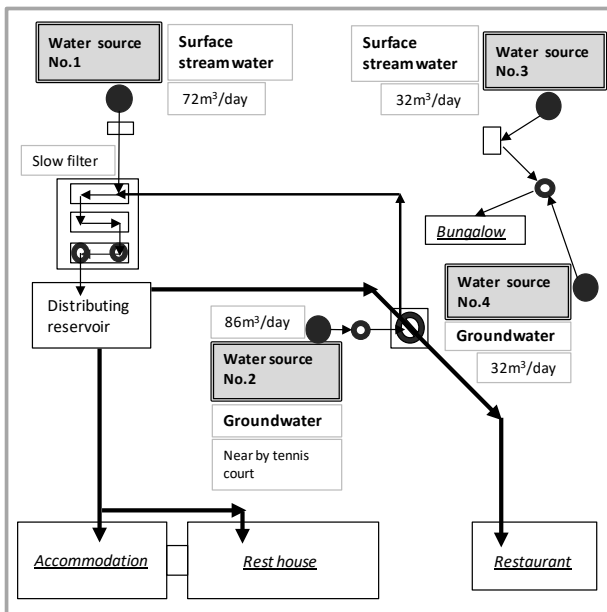 Water source
No.1
Surface
stream water
72m³/day
Surface
stream water
32m³/day
Water source
No.3
Slow filter
Bungalow
Distributing
reservoir
86m³/day
Water source
No.2
Groundwater
Near by tennis
court
Water source
No.4
Groundwater
32m³/day
Accommodation
Rest house
Restaurant